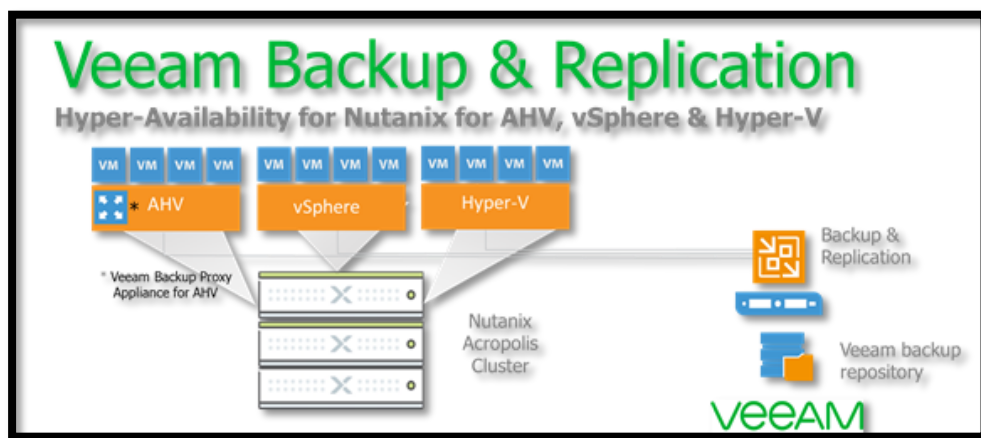 Veeam Backup & Replication
Hyper-Availability for Nutanix for AHV, vSphere & Hyper-V
VM VM VM VM VM VM VM VM VM VM VM VM
* AHV vSphere Hyper-V
* Veeam Backup Proxy
Appliance for AHV
Backup &
Replication
Nutanix
Acropolis
Cluster
Veeam backup
repository
veeAM